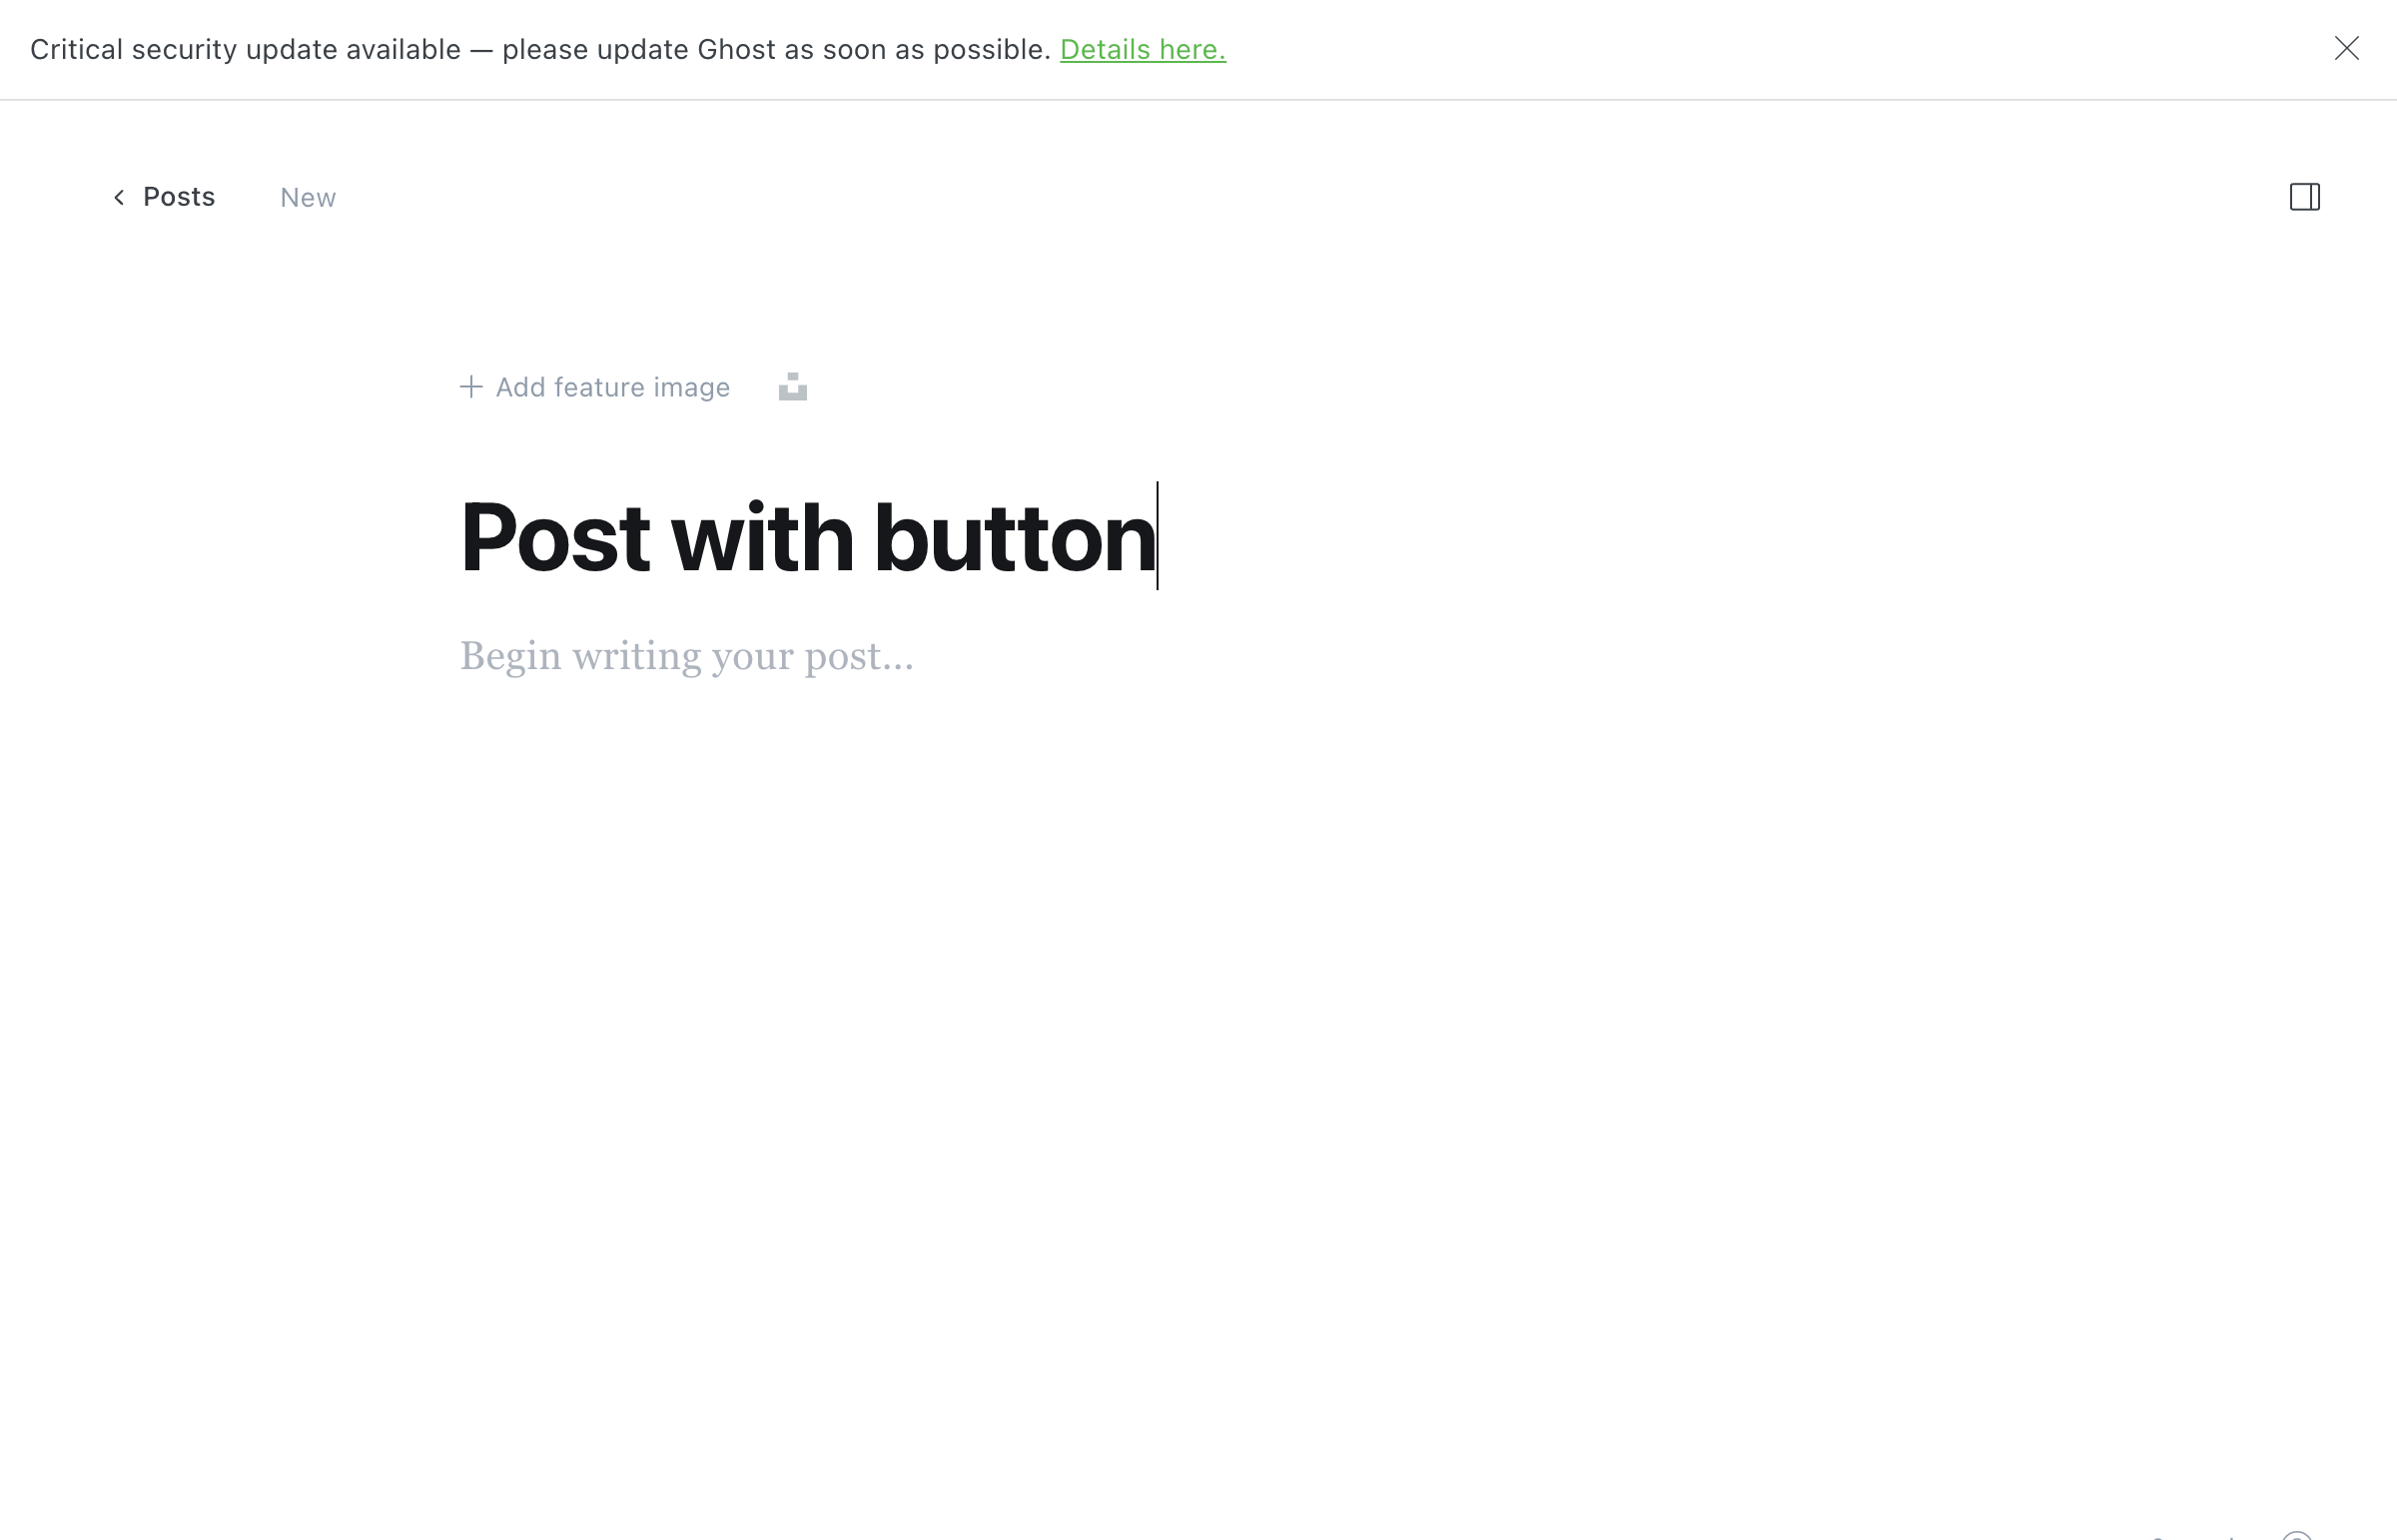 Critical security update available — please update Ghost as soon as possible. Details here.
Posts New
Add feature image
Post with button
Begin writing your post...